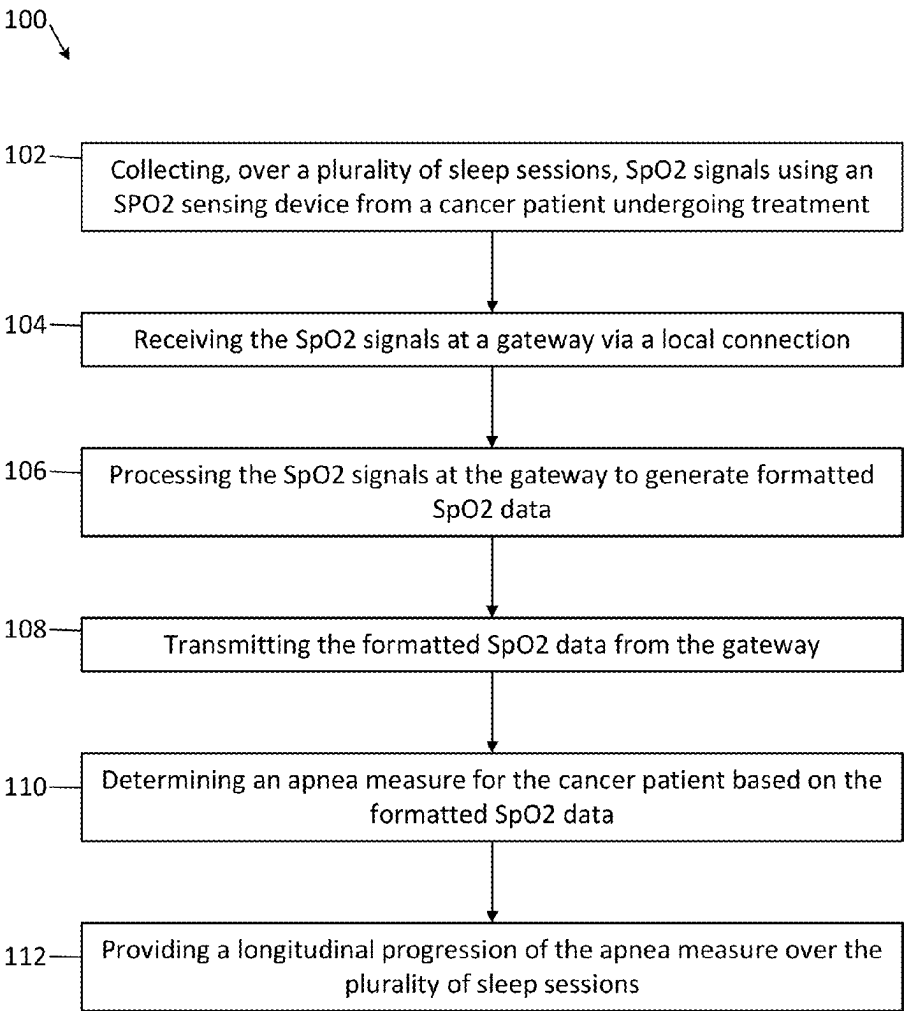 100
102
Collecting, over a plurality of sleep sessions, SpO2 signals using an
SPO2 sensing device from a cancer patient undergoing treatment
104
Receiving the SpO2 signals at a gateway via a local connection
106
Processing the SpO2 signals at the gateway to generate formatted
SpO2 data
108
Transmitting the formatted SpO2 data from the gateway
110
Determining an apnea measure for the cancer patient based on the
formatted SpO2 data
112
Providing a longitudinal progression of the apnea measure over the
plurality of sleep sessions